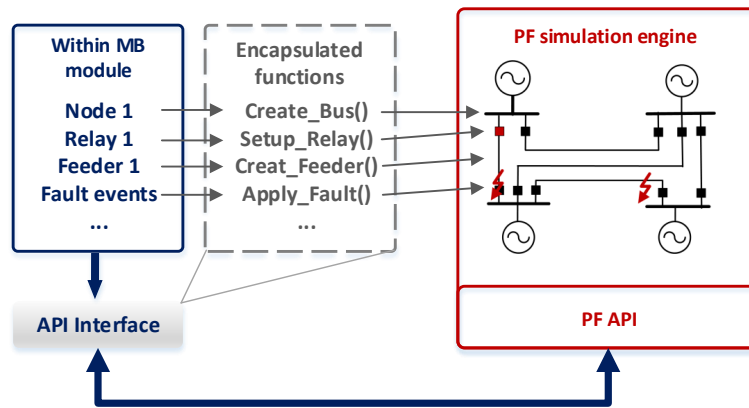 Within MB
module
Node 1
Relay 1
Feeder 1
Fault events
...
Encapsulated
functions
Create_Bus()
Setup_Relay()
Creat_Feeder()
Apply_Fault()
...
PF simulation engine
API Interface
PF API